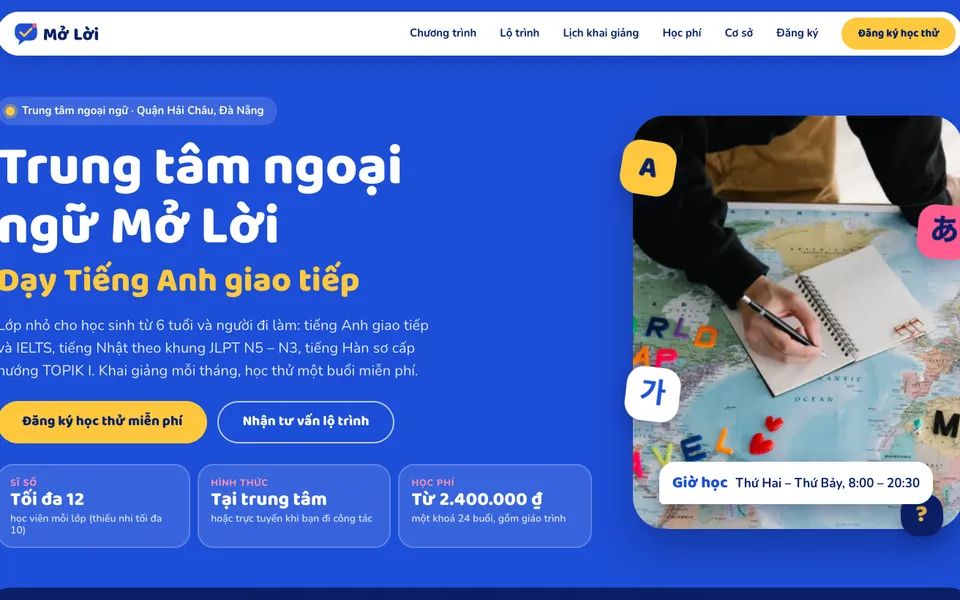 Mở Lời
Chương trình
Lộ trình
Lịch khai giảng
Học phí
Cơ sở
Đăng ký
Đăng ký học thử
Trung tâm ngoại ngữ · Quận Hải Châu, Đà Nẵng
Trung tâm ngoại
ngữ Mở Lời
Dạy Tiếng Anh giao tiếp
Lớp nhỏ cho học sinh từ 6 tuổi và người đi làm: tiếng Anh giao tiếp
và IELTS, tiếng Nhật theo khung JLPT N5 – N3, tiếng Hàn sơ cấp
hướng TOPIK I. Khai giảng mỗi tháng, học thử một buổi miễn phí.
Đăng ký học thử miễn phí
Nhận tư vấn lộ trình
SĨ SỐ
Tối đa 12
học viên mỗi lớp (thiếu nhi tối đa
10)
HÌNH THỨC
Tại trung tâm
hoặc trực tuyến khi bạn đi công tác
HỌC PHÍ
Từ 2.400.000 ₫
một khoá 24 buổi, gồm giáo trình
A
あ
가
RLD
AP
VEL
M
ATLANTIC
OCEAN
Giờ học Thứ Hai – Thứ Bảy, 8:00 – 20:30
?